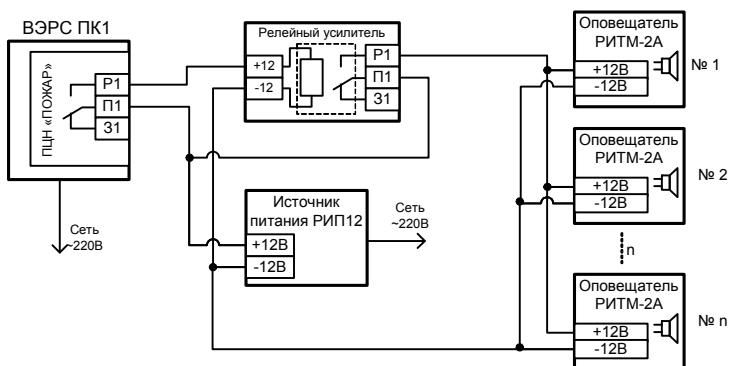 ВЭРС ПК1
ПЦН «ПОЖАР»
Р1
П1
З1
Сеть
~220В
Релейный усилитель
+12
-12
Р1
П1
З1
Источник
питания РИП12
+12В
-12В
Сеть
~220В
Оповещатель
РИТМ-2А
+12В
-12В
№ 1
Оповещатель
РИТМ-2А
+12В
-12В
№ 2
n
Оповещатель
РИТМ-2А
+12В
-12В
№ n